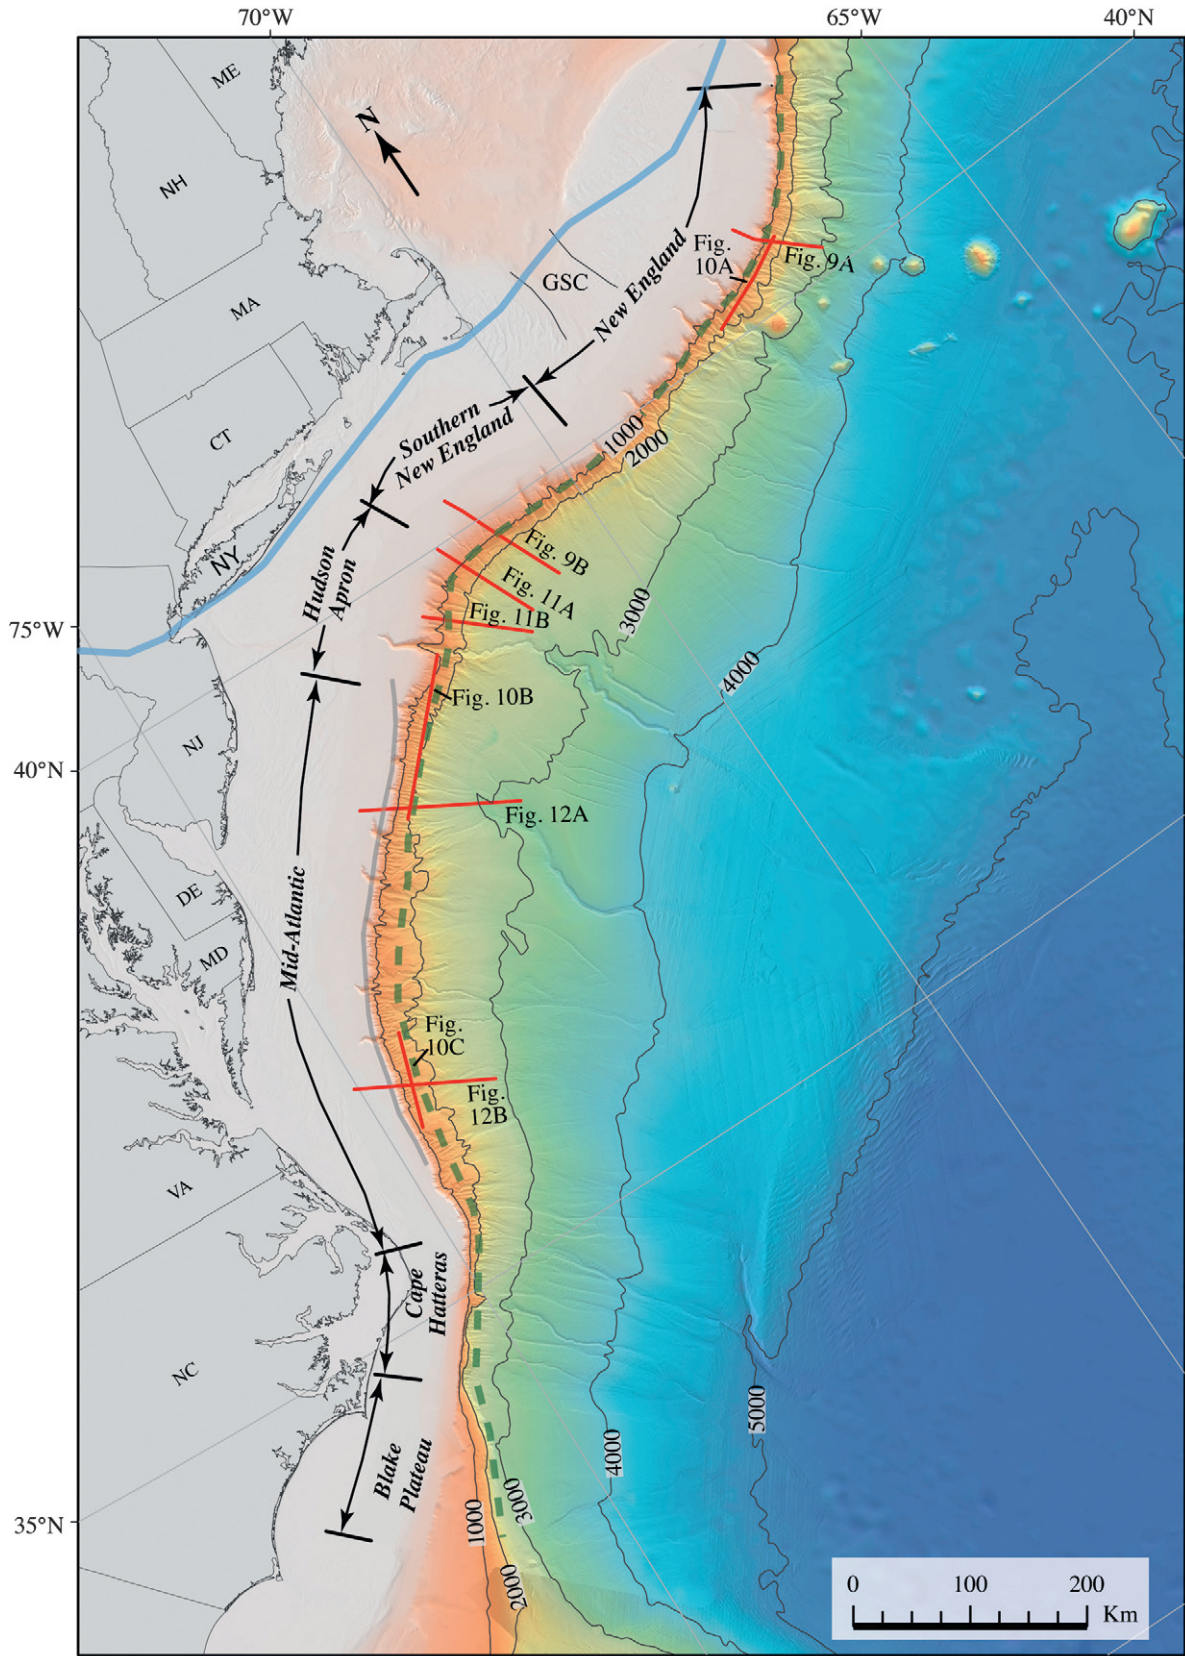 70°W
65°W
40°N
ME
N
NH
Fig.
10A
Fig. 9A
New England
GSC
MA
Southern
New England
CT
1000
2000
NY
Fig. 9B
Hudson
Apron
Fig. 11A
Fig. 11B
3000
75°W
4000
Fig. 10B
NJ
40°N
Fig. 12A
DE
Mid-Atlantic
MD
Fig.
10C
Fig.
12B
VA
Cape
Hatteras
NC
5000
4000
Blake
Plateau
3000
1000
35°N
2000
0 100 200
Km